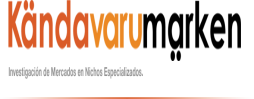 Kändavarumarken
Investigación de Mercados en Nichos Especializados.